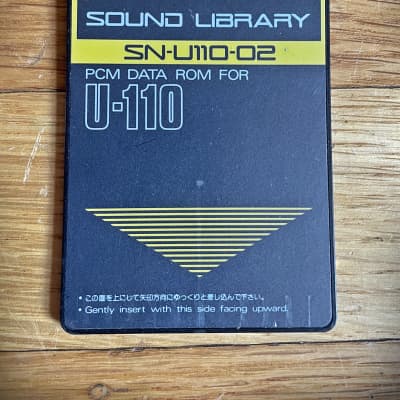 SOUND LIBRARY
SN-U110-02
PCM DATA ROM FOR
U-110
• この面を上にして矢印方向にゆっくりと差し込んで下さい。
• Gently insert with this side facing upward.